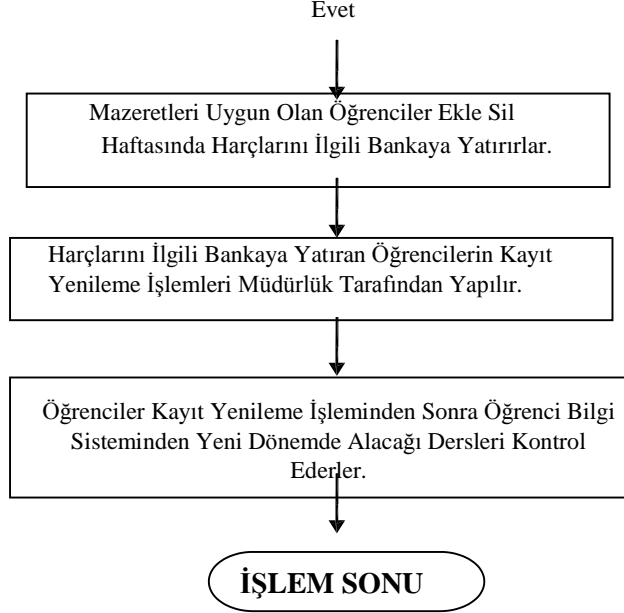 Evet
Mazeretleri Uygun Olan Öğrenciler Ekle Sil
Haftasında Harçlarını İlgili Bankaya Yatırırlar.
Harçlarını İlgili Bankaya Yatıran Öğrencilerin Kayıt
Yenileme İşlemleri Müdürlük Tarafından Yapılır.
Öğrenciler Kayıt Yenileme İşleminden Sonra Öğrenci Bilgi
Sisteminden Yeni Dönemde Alacağı Dersleri Kontrol
Ederler.
İŞLEM SONU